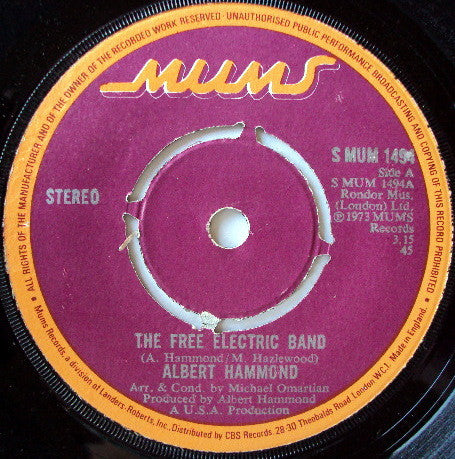 ALL RIGHTS OF THE MANUFACTURER AND OF THE OWNER OF THE RECORDED WORK RESERVED · UNAUTHORISED PUBLIC PERFORMANCE BROADCASTING AND COPYING OF THIS RECORD PROHIBITED ·
MUMS
STEREO
S MUM 1494
Side A
S MUM 1494A
Rondor Mus.
(London) Ltd.
℗ 1973 MUMS
Records
3.15
45
THE FREE ELECTRIC BAND
(A. Hammond/M. Hazlewood)
ALBERT HAMMOND
Arr. & Cond. by Michael Omartian
Produced by Albert Hammond
A U.S.A. Production
Mums Records, a division of Landers-Roberts, Inc., Distributed by CBS Records 28-30 Theobalds Road London W.C.1. Made in England.